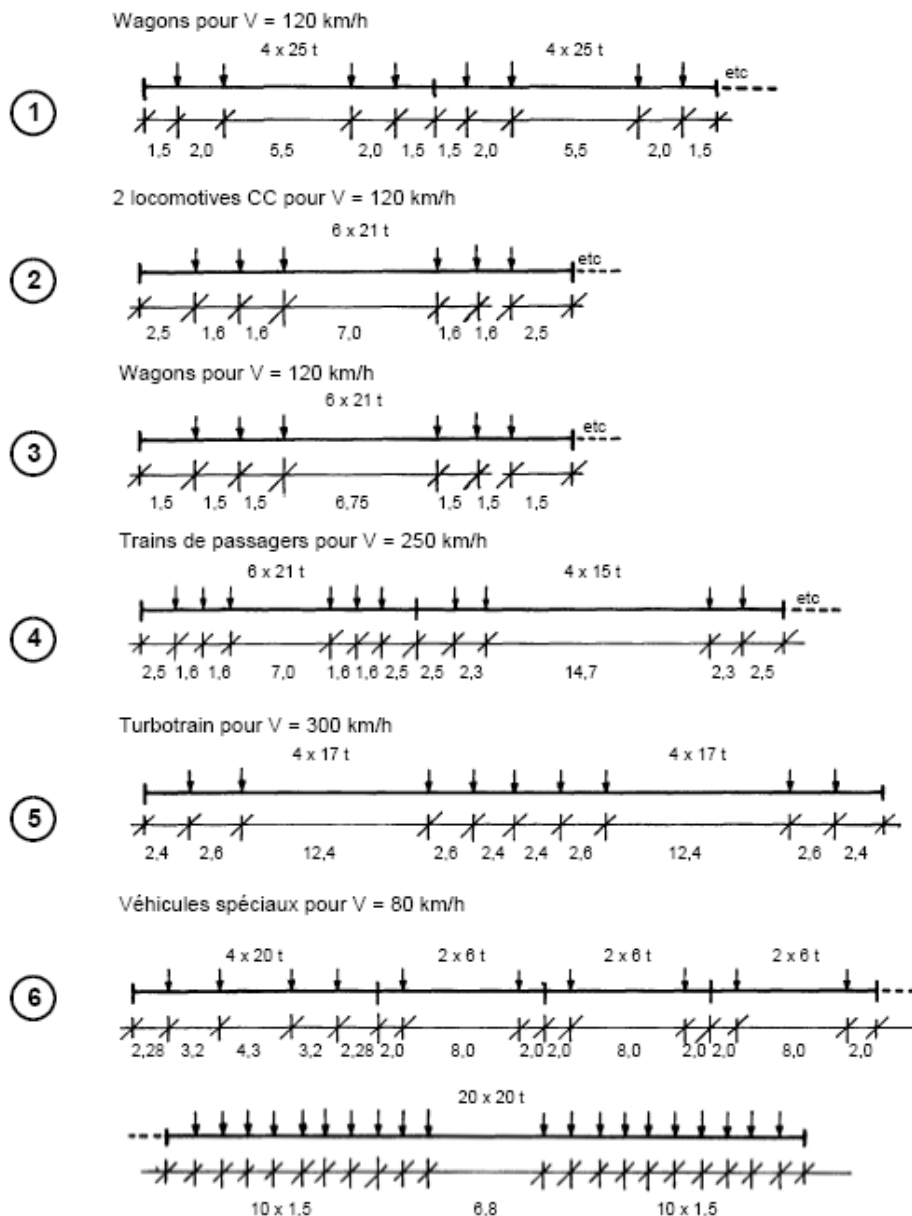 Wagons pour V = 120 km/h
4 x 25 t 4 x 25 t
etc
1
1,5 2,0 5,5 2,0 1,5 1,5 2,0 5,5 2,0 1,5
2 locomotives CC pour V = 120 km/h
6 x 21 t
etc
2
2,5 1,6 1,6 7,0 1,6 1,6 2,5
Wagons pour V = 120 km/h
6 x 21 t
etc
3
1,5 1,5 1,5 6,75 1,5 1,5 1,5
Trains de passagers pour V = 250 km/h
6 x 21 t 4 x 15 t
etc
4
2,5 1,6 1,6 7,0 1,6 1,6 2,5 2,5 2,3 14,7 2,3 2,5
Turbotrain pour V = 300 km/h
4 x 17 t 4 x 17 t
5
2,4 2,6 12,4 2,6 2,4 2,4 2,6 12,4 2,6 2,4
Véhicules spéciaux pour V = 80 km/h
4 x 20 t 2 x 6 t 2 x 6 t 2 x 6 t
6
2,28 3,2 4,3 3,2 2,28 2,0 8,0 2,0 2,0 8,0 2,0 2,0 8,0 2,0
20 x 20 t
10 x 1,5 6,8 10 x 1,5